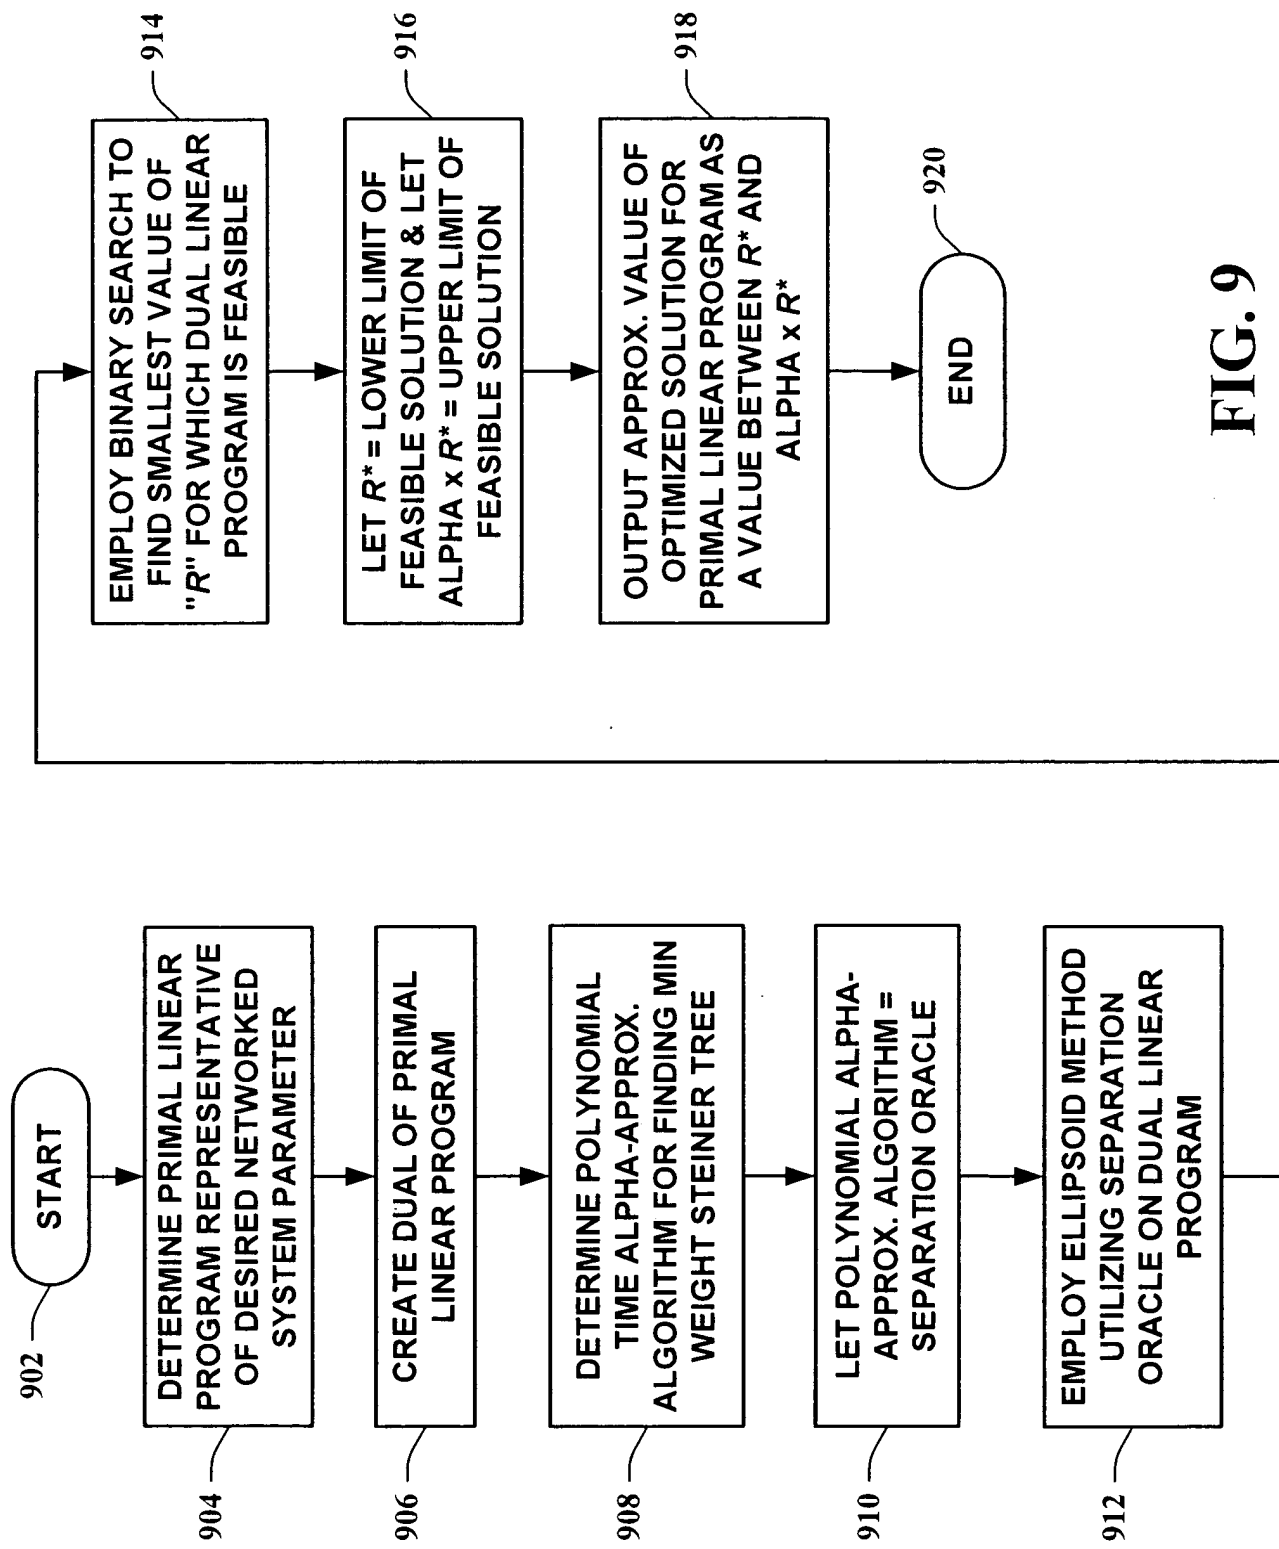 START
902
DETERMINE PRIMAL LINEAR
PROGRAM REPRESENTATIVE
OF DESIRED NETWORKED
SYSTEM PARAMETER
904
CREATE DUAL OF PRIMAL
LINEAR PROGRAM
906
DETERMINE POLYNOMIAL
TIME ALPHA-APPROX.
ALGORITHM FOR FINDING MIN
WEIGHT STEINER TREE
908
LET POLYNOMIAL ALPHA-
APPROX. ALGORITHM =
SEPARATION ORACLE
910
EMPLOY ELLIPSOID METHOD
UTILIZING SEPARATION
ORACLE ON DUAL LINEAR
PROGRAM
912
EMPLOY BINARY SEARCH TO
FIND SMALLEST VALUE OF
"R" FOR WHICH DUAL LINEAR
PROGRAM IS FEASIBLE
914
LET R* = LOWER LIMIT OF
FEASIBLE SOLUTION & LET
ALPHA x R* = UPPER LIMIT OF
FEASIBLE SOLUTION
916
OUTPUT APPROX. VALUE OF
OPTIMIZED SOLUTION FOR
PRIMAL LINEAR PROGRAM AS
A VALUE BETWEEN R* AND
ALPHA x R*
918
END
920
FIG. 9